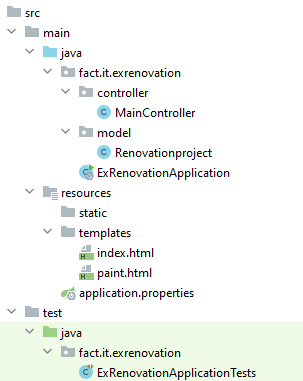 src
main
java
fact.it.exrenovation
controller
MainController
model
Renovationproject
ExRenovationApplication
resources
static
templates
index.html
paint.html
application.properties
test
java
fact.it.exrenovation
ExRenovationApplicationTests